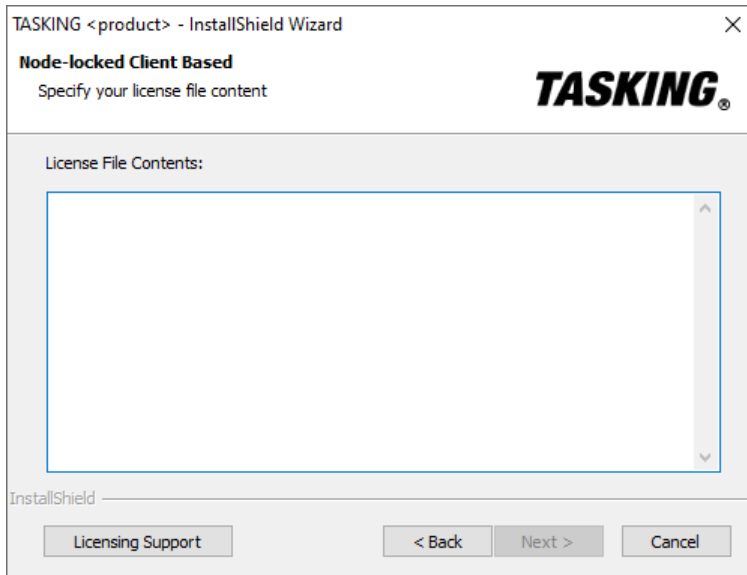 TASKING <product> - InstallShield Wizard
Node-locked Client Based
Specify your license file content
TASKING®
License File Contents:
InstallShield
Licensing Support
< Back
Next >
Cancel